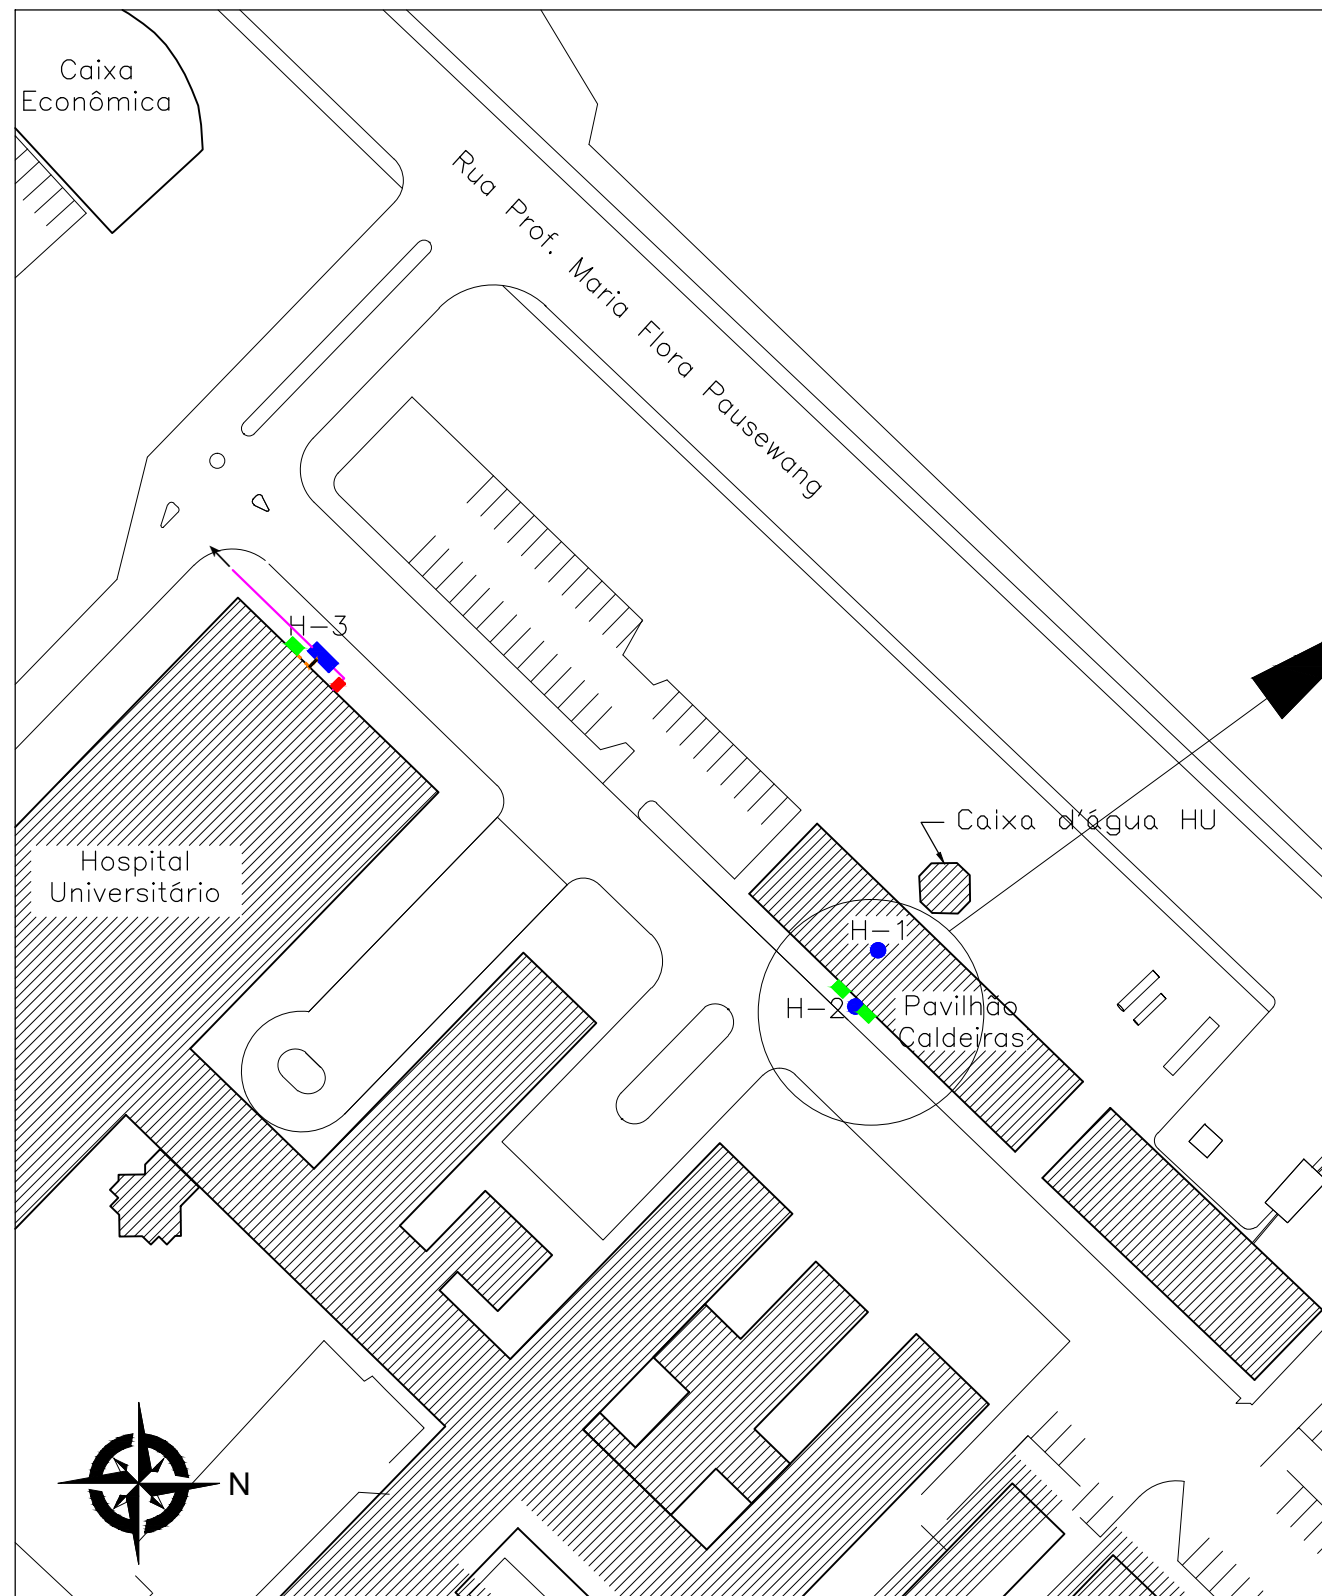 Caixa
Econômica
Rua Prof. Maria Flora Pausewang
H-3
Caixa d'água HU
Hospital
Universitário
H-1
H-2
Pavilhão
Caldeiras
N